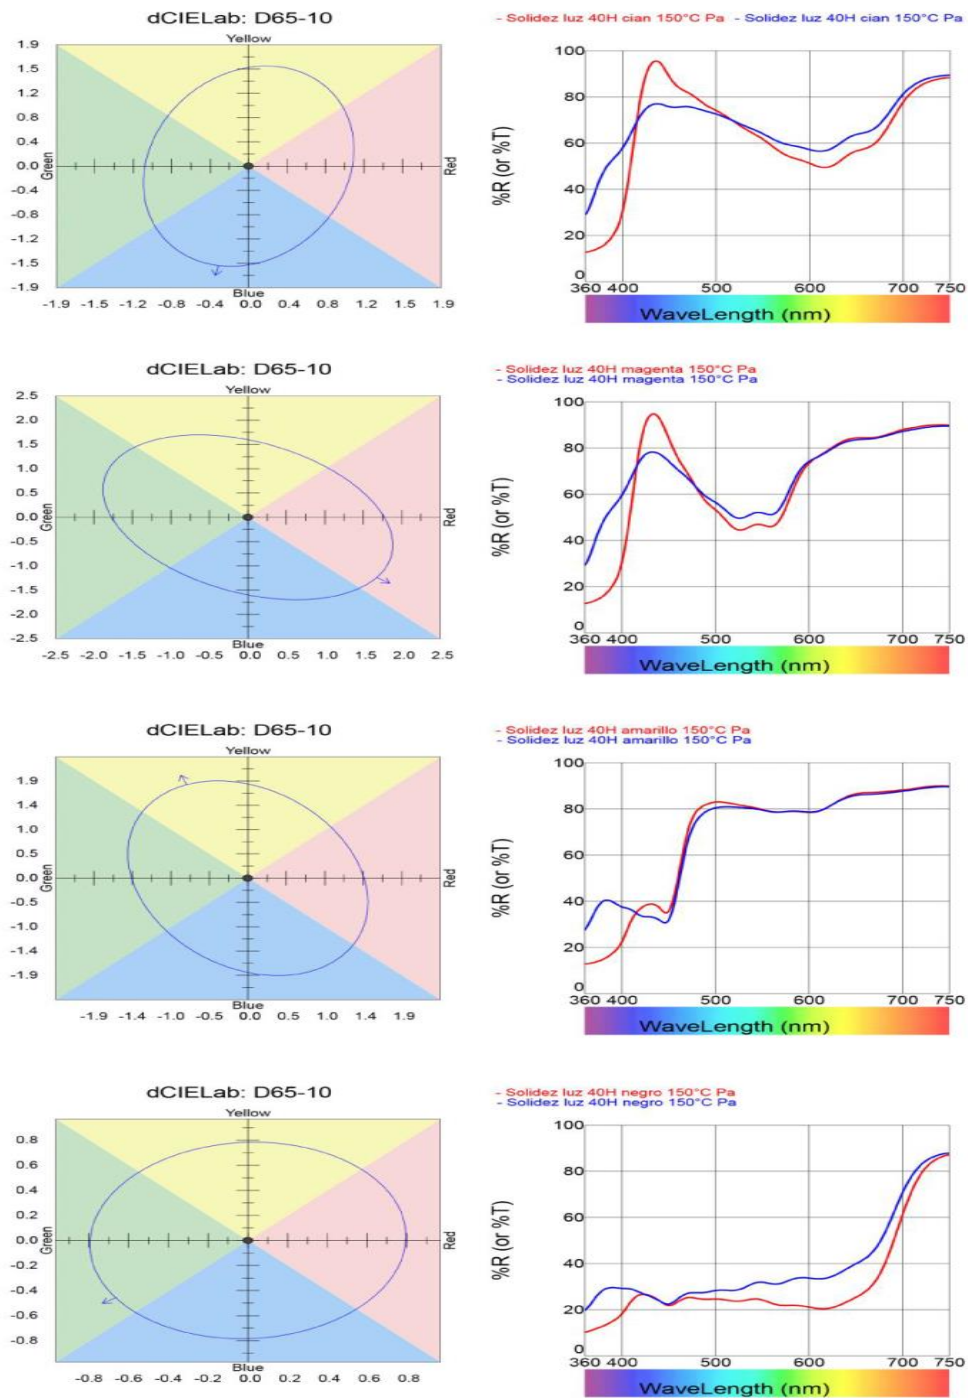 dCIELab: D65-10
Yellow
1.9
1.5
1.2
0.8
0.4
0.0
-0.4
-0.8
-1.2
-1.5
-1.9
Green
Red
Blue
-1.9 -1.2 -0.8 -0.4 0.0 0.4 0.8 1.2 1.5 1.9
- Solidez luz 40H cian 150°C Pa - Solidez luz 40H cian 150°C Pa
100
80
60
40
20
0
%R (or %T)
360 400 500 600 700 750
WaveLength (nm)
dCIELab: D65-10
Yellow
2.5
2.0
1.5
1.0
0.5
0.0
-0.5
-1.0
-1.5
-2.0
-2.5
Green
Red
Blue
-2.5 -2.0 -1.5 -1.0 -0.5 0.0 0.5 1.0 1.5 2.0 2.5
- Solidez luz 40H magenta 150°C Pa
- Solidez luz 40H magenta 150°C Pa
100
80
60
40
20
0
%R (or %T)
360 400 500 600 700 750
WaveLength (nm)
dCIELab: D65-10
Yellow
1.9
1.4
1.0
0.5
0.0
-0.5
-1.0
-1.4
-1.9
Green
Red
Blue
-1.9 -1.4 -1.0 -0.5 0.0 0.5 1.0 1.4 1.9
- Solidez luz 40H amarillo 150°C Pa
- Solidez luz 40H amarillo 150°C Pa
100
80
60
40
20
0
%R (or %T)
360 400 500 600 700 750
WaveLength (nm)
dCIELab: D65-10
Yellow
0.8
0.6
0.4
0.2
0.0
-0.2
-0.4
-0.6
-0.8
Green
Red
Blue
-0.8 -0.6 -0.4 -0.2 0.0 0.2 0.4 0.6 0.8
- Solidez luz 40H negro 150°C Pa
- Solidez luz 40H negro 150°C Pa
100
80
60
40
20
0
%R (or %T)
360 400 500 600 700 750
WaveLength (nm)